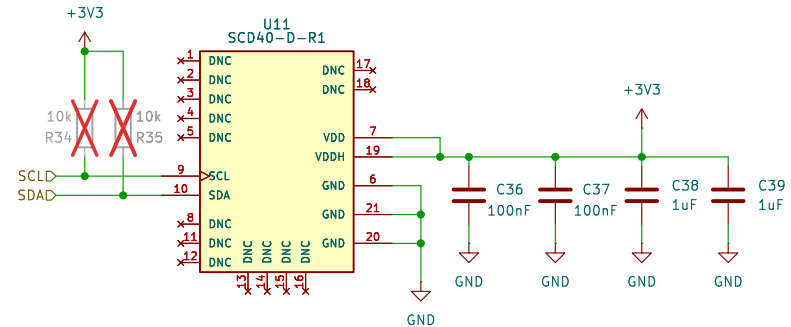 +3V3
U11
SCD40-D-R1
1 DNC
2 DNC
3 DNC
4 DNC
5 DNC
DNC 17
DNC 18
+3V3
10k
R34
10k
R35
VDD 7
VDDH 19
SCL
9 SCL
SDA
10 SDA
GND 6
GND 21
GND 20
8 DNC
11 DNC
12 DNC
DNC 13
DNC 14
DNC 15
DNC 16
C36
100nF
C37
100nF
C38
1uF
C39
1uF
GND
GND
GND
GND
GND